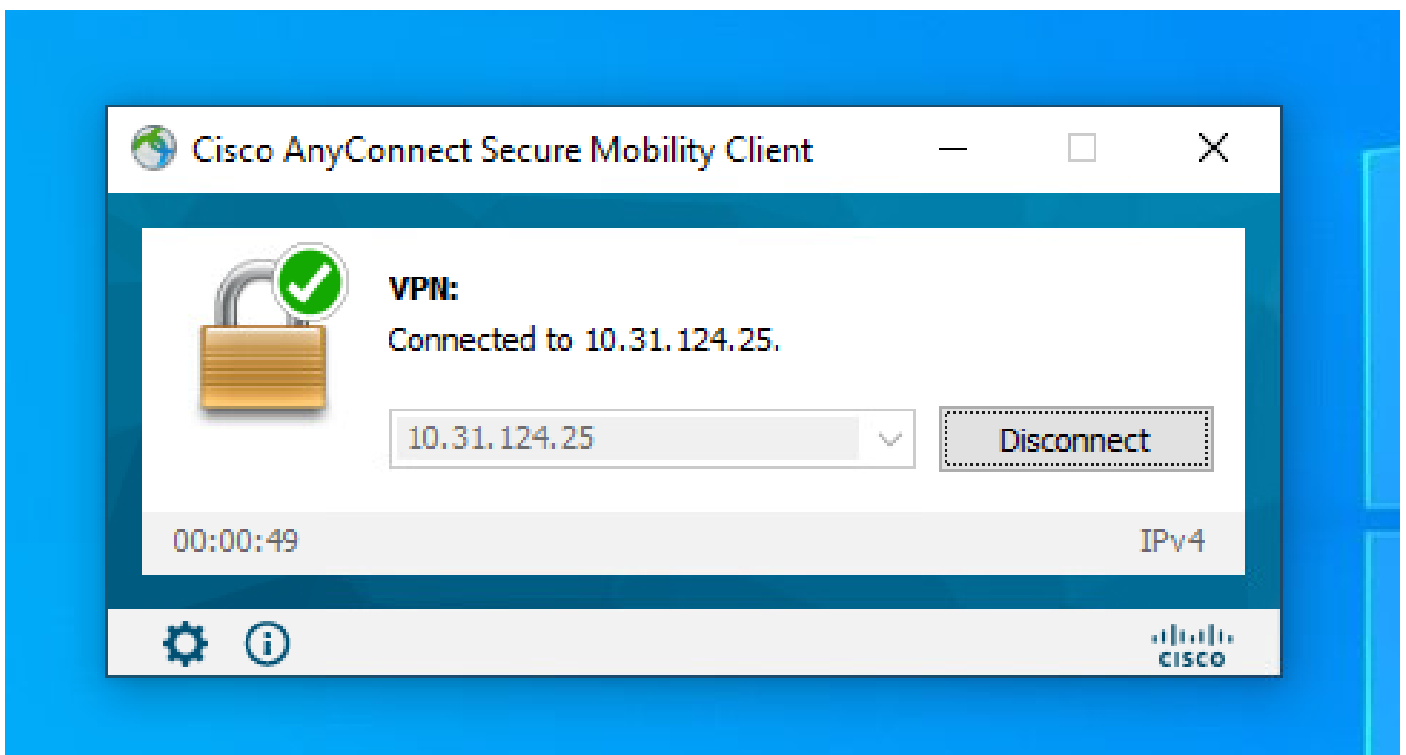 Cisco AnyConnect Secure Mobility Client
VPN:
Connected to 10.31.124.25.
10.31.124.25
Disconnect
00:00:49
IPv4
CISCO